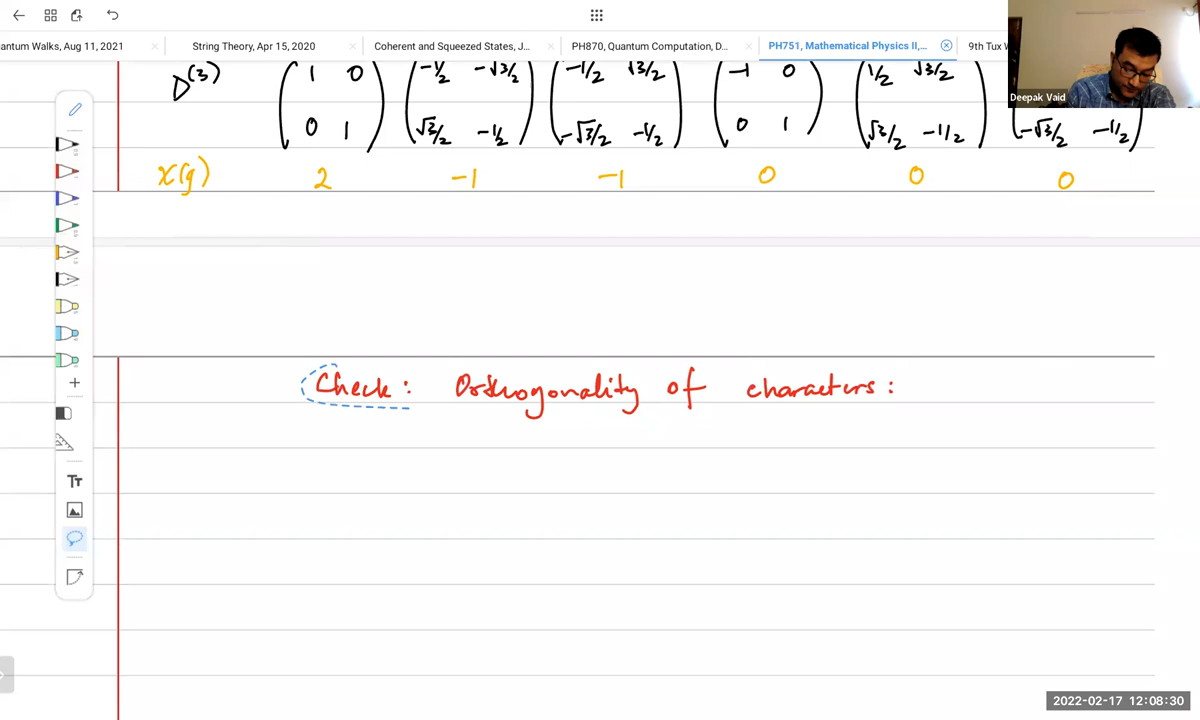 antum Walks, Aug 11, 2021 String Theory, Apr 15, 2020 Coherent and Squeezed States, J... PH870, Quantum Computation, D... PH751, Mathematical Physics II,... 9th Tux W
Deepak Vaid
D^(3) (1 0 (-1/2 -√3/2 (-1/2 √3/2 (-1 0 (1/2 √3/2
0 1) √3/2 -1/2) -√3/2 -1/2) 0 1) √3/2 -1/2) -√3/2 -1/2)
χ(g) 2 -1 -1 0 0 0
Check: Orthogonality of characters:
Tт
2022-02-17 12:08:30